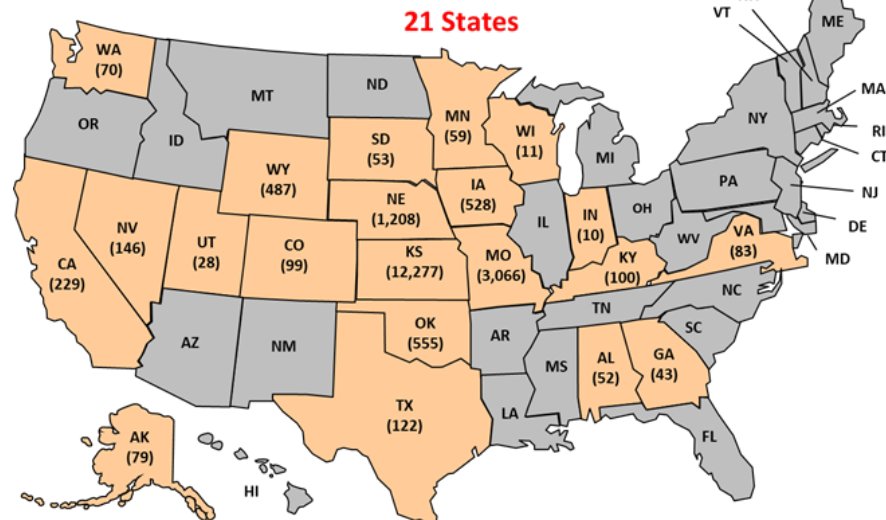 21 States
VT
ME
WA
(70)
MT
ND
MN
(59)
OR
ID
SD
(53)
WI
(11)
MI
NY
MA
RI
CT
WY
(487)
IA
(528)
PA
NJ
NE
(1,208)
IL
IN
(10)
OH
DE
NV
(146)
UT
(28)
CO
(99)
KS
(12,277)
MO
(3,066)
KY
(100)
WV
VA
(83)
MD
CA
(229)
NC
TN
AZ
NM
OK
(555)
AR
SC
MS
AL
(52)
GA
(43)
TX
(122)
LA
FL
AK
(79)
HI